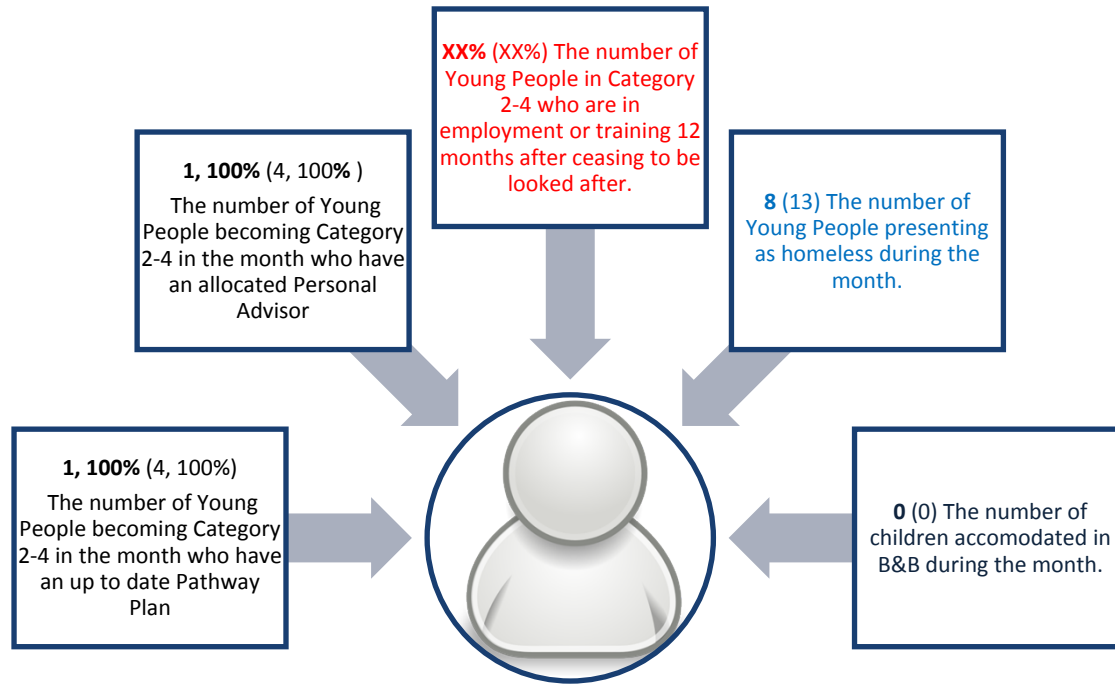 XX% (XX%) The number of
Young People in Category
2-4 who are in
employment or training 12
months after ceasing to be
looked after.
1, 100% (4, 100% )
The number of Young
People becoming Category
2-4 in the month who have
an allocated Personal
Advisor
8 (13) The number of
Young People presenting
as homeless during the
month.
1, 100% (4, 100%)
The number of Young
People becoming Category
2-4 in the month who have
an up to date Pathway
Plan
0 (0) The number of
children accomodated in
B&B during the month.